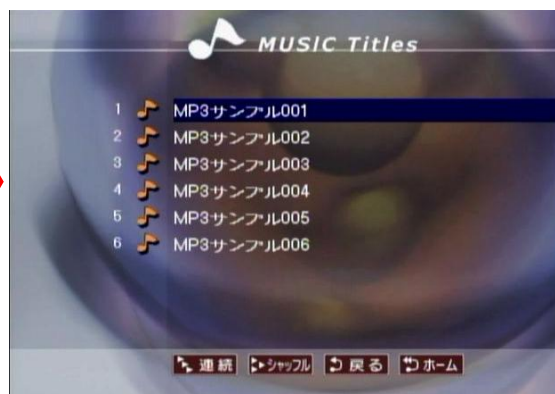 MUSIC Titles
1 MP3サンプル001
2 MP3サンプル002
3 MP3サンプル003
4 MP3サンプル004
5 MP3サンプル005
6 MP3サンプル006
連続 シャッフル 戻る ホーム